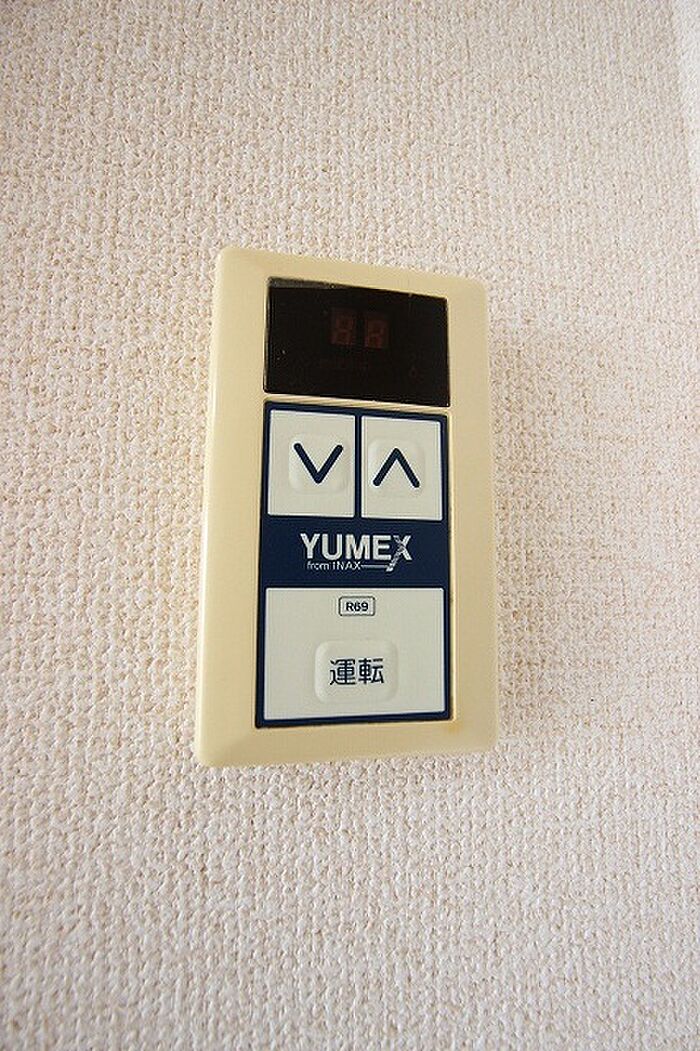 YUMEX
from INAX
R69
運転